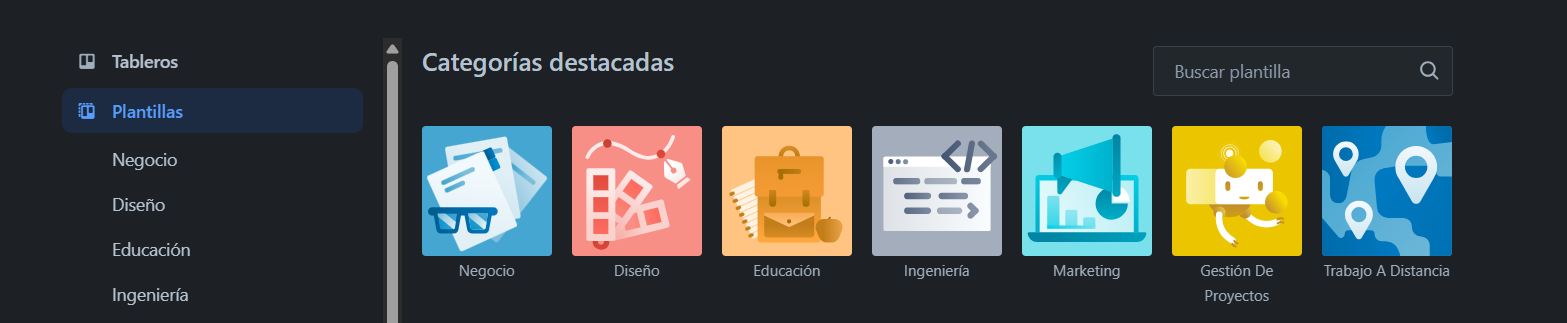 Tableros
Plantillas
Negocio
Diseño
Educación
Ingeniería
Categorías destacadas
Buscar plantilla
Negocio
Diseño
Educación
Ingeniería
Marketing
Gestión De
Proyectos
Trabajo A Distancia